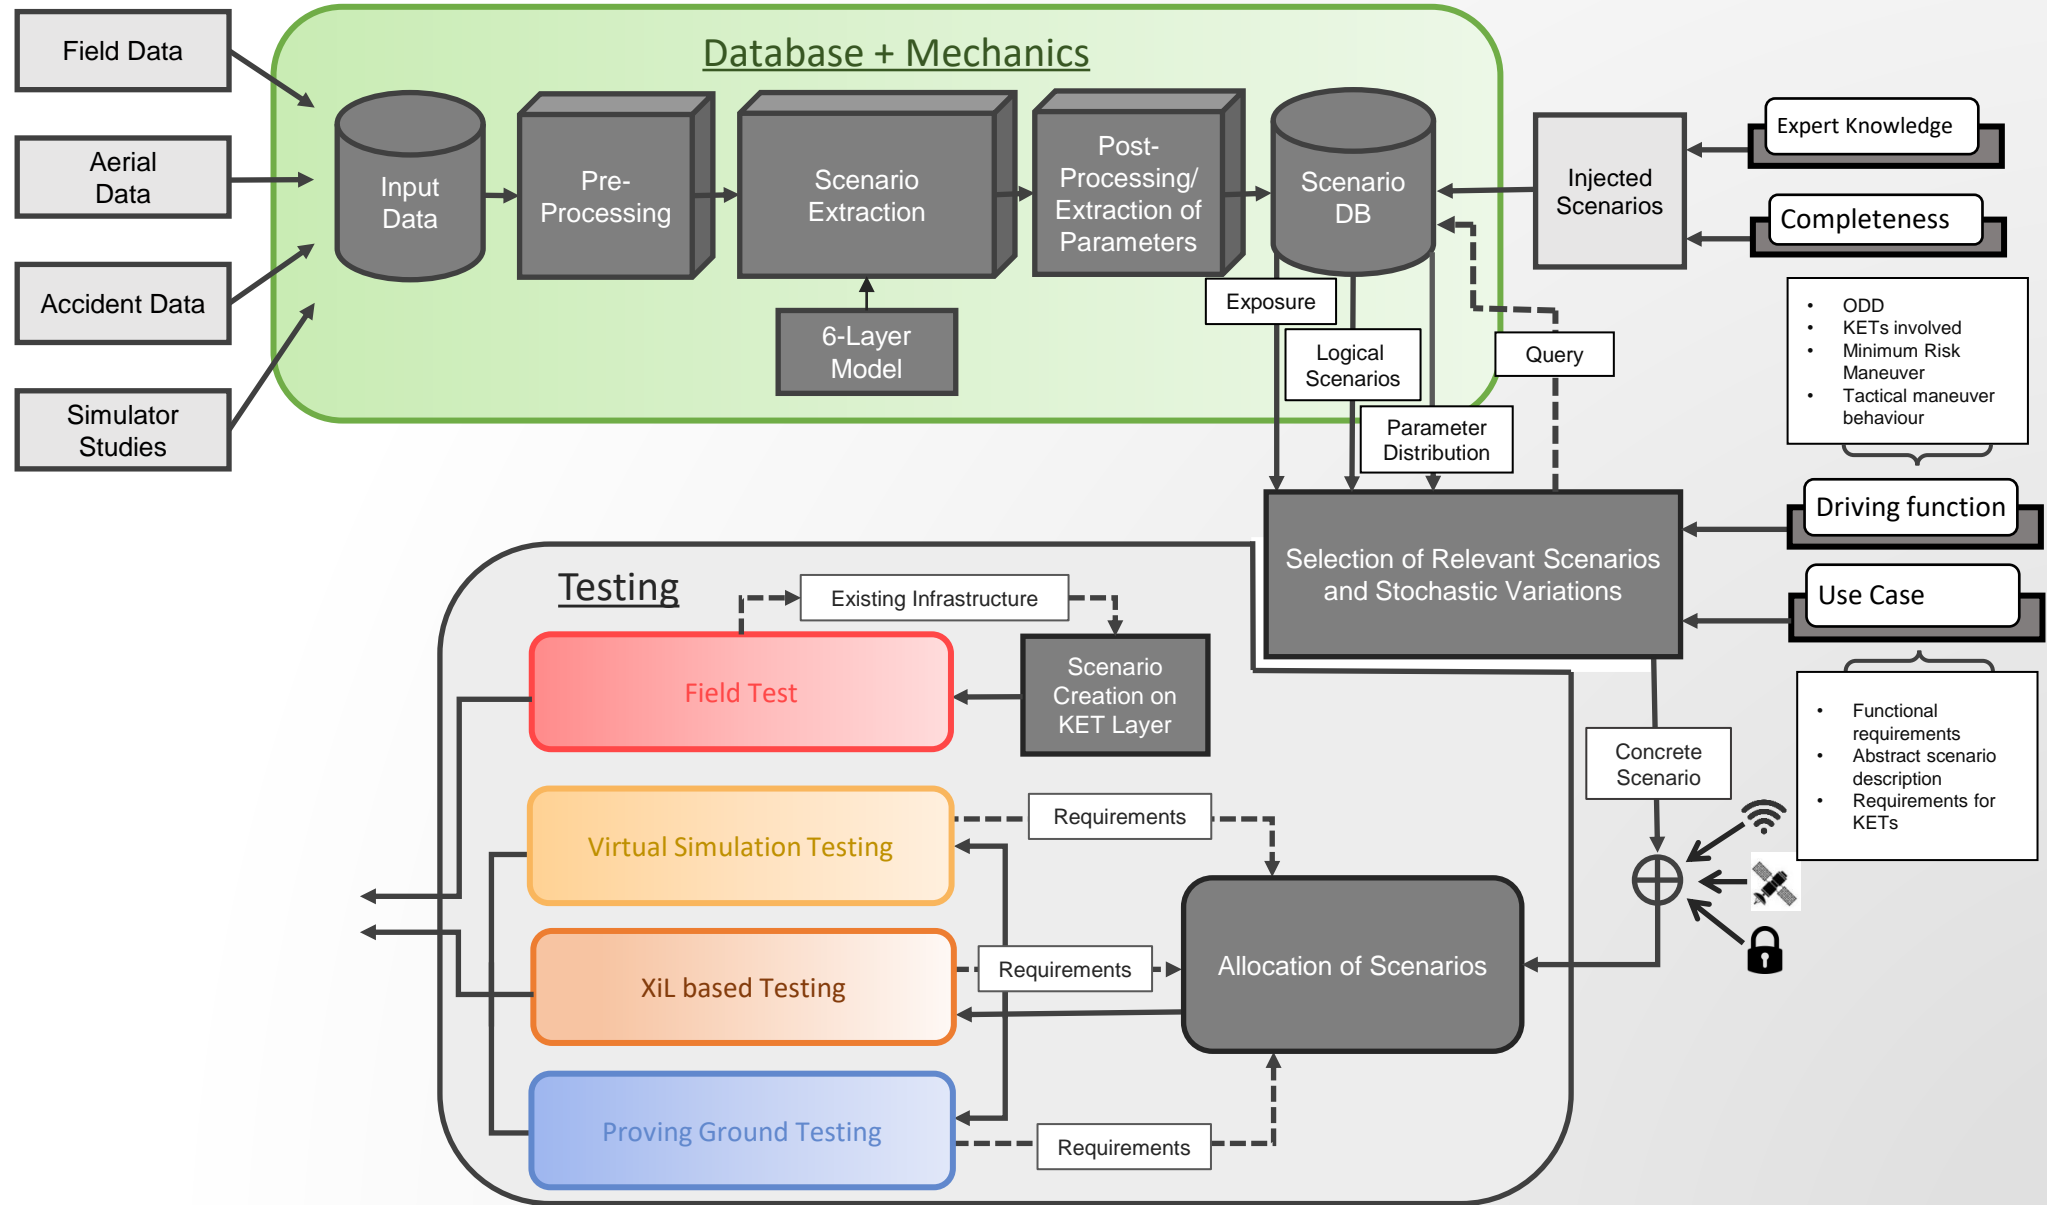 Field Data
Aerial
Data
Accident Data
Simulator
Studies
Database + Mechanics
Input
Data
Pre-
Processing
Scenario
Extraction
6-Layer
Model
Post-
Processing/
Extraction of
Parameters
Scenario
DB
Injected
Scenarios
Expert Knowledge
Completeness
Exposure
Logical
Scenarios
Parameter
Distribution
Query
• ODD
• KETs involved
• Minimum Risk
Maneuver
• Tactical maneuver
behaviour
Driving function
Selection of Relevant Scenarios
and Stochastic Variations
Use Case
• Functional
requirements
• Abstract scenario
description
• Requirements for
KETs
Concrete
Scenario
Testing
Existing Infrastructure
Field Test
Scenario
Creation on
KET Layer
Virtual Simulation Testing
Requirements
XiL based Testing
Requirements
Allocation of Scenarios
Proving Ground Testing
Requirements